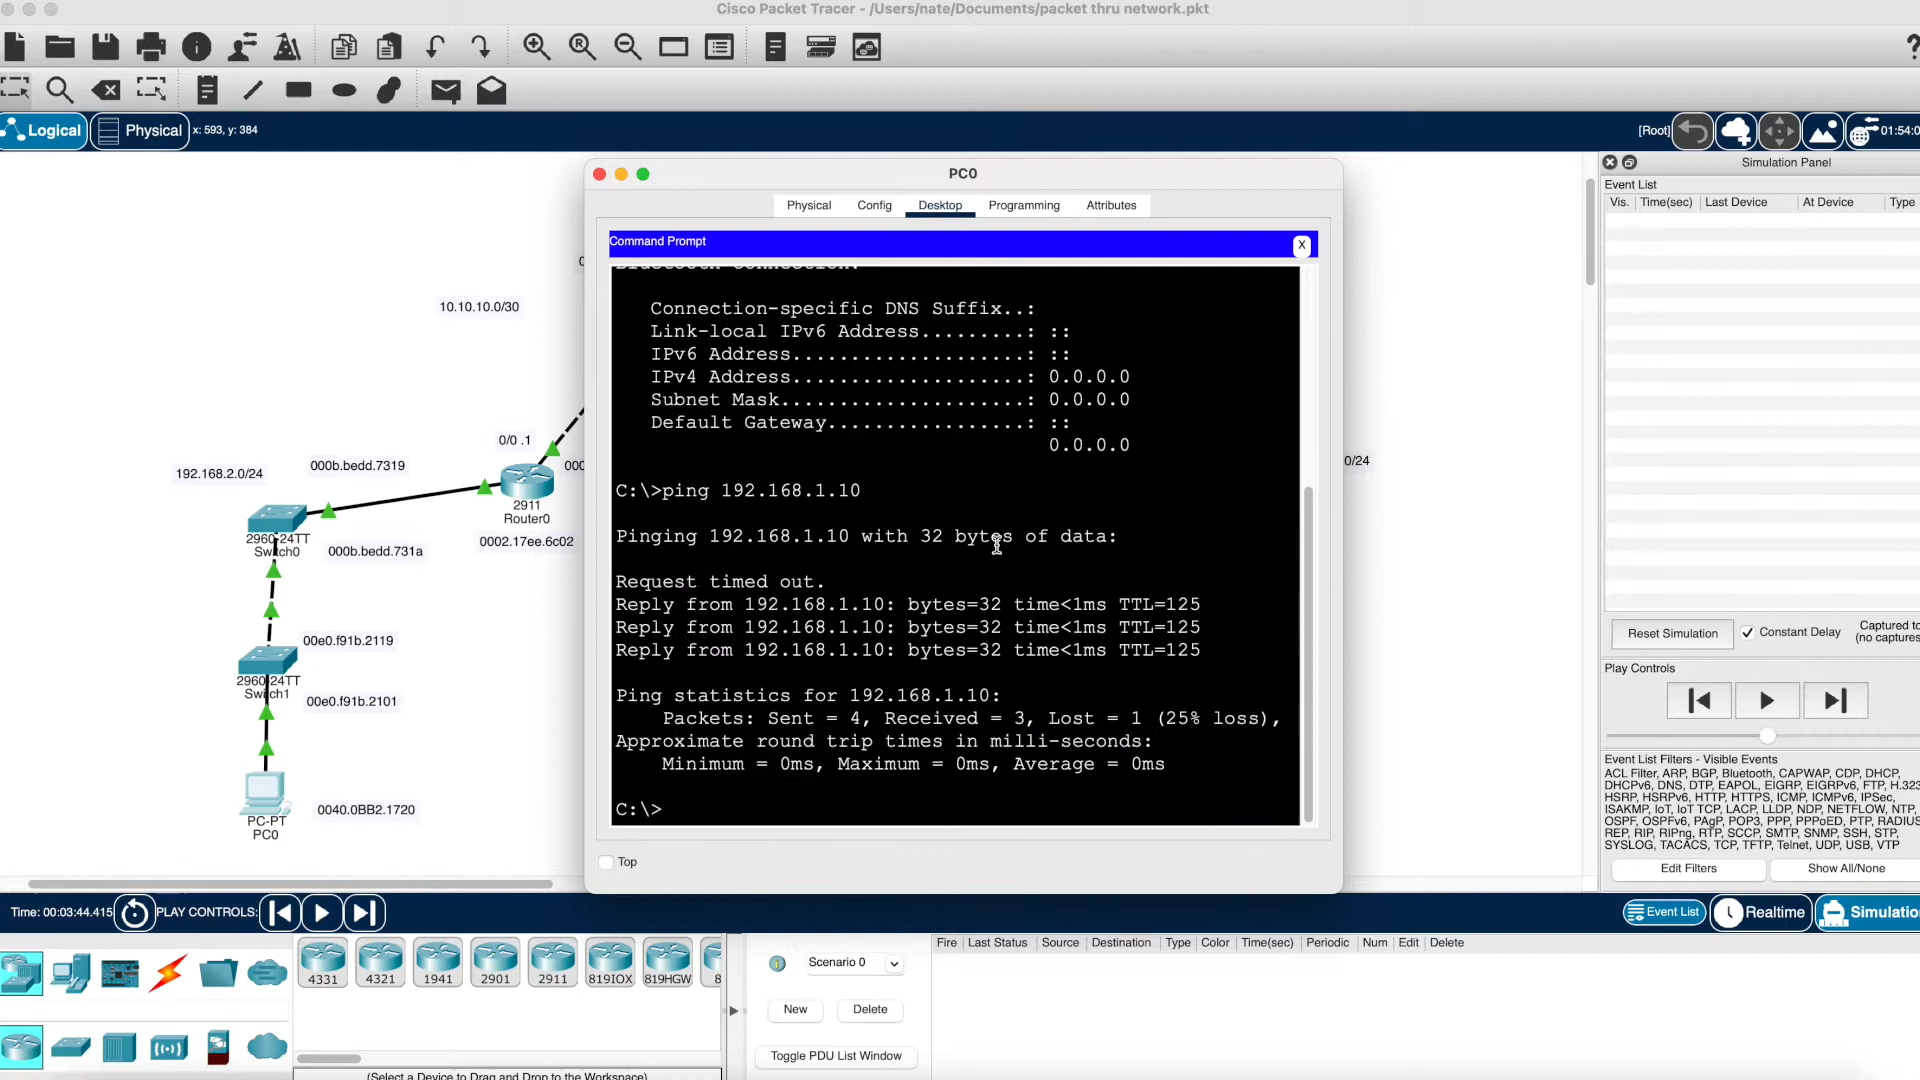 Cisco Packet Tracer - /Users/nate/Documents/packet thru network.pkt
Logical
Physical
x: 593, y: 384
[Root]
01:54:0
Simulation Panel
Event List
Vis. Time(sec) Last Device At Device Type
PC0
Physical Config Desktop Programming Attributes
Command Prompt
X
Connection-specific DNS Suffix..:
Link-local IPv6 Address.........: ::
IPv6 Address....................: ::
IPv4 Address....................: 0.0.0.0
Subnet Mask.....................: 0.0.0.0
Default Gateway.................: ::
0.0.0.0
C:\>ping 192.168.1.10
Pinging 192.168.1.10 with 32 bytes of data:
Request timed out.
Reply from 192.168.1.10: bytes=32 time<1ms TTL=125
Reply from 192.168.1.10: bytes=32 time<1ms TTL=125
Reply from 192.168.1.10: bytes=32 time<1ms TTL=125
Ping statistics for 192.168.1.10:
Packets: Sent = 4, Received = 3, Lost = 1 (25% loss),
Approximate round trip times in milli-seconds:
Minimum = 0ms, Maximum = 0ms, Average = 0ms
C:\>
Top
10.10.10.0/30
0/0 .1
192.168.2.0/24
000b.bedd.7319
000
0/24
2911
Router0
0002.17ee.6c02
2960-24TT
Switch0
000b.bedd.731a
00e0.f91b.2119
2960-24TT
Switch1
00e0.f91b.2101
PC-PT
PC0
0040.0BB2.1720
Reset Simulation
Constant Delay
Captured to
(no captures
Play Controls
Event List Filters - Visible Events
ACL Filter, ARP, BGP, Bluetooth, CAPWAP, CDP, DHCP,
DHCPv6, DNS, DTP, EAPOL, EIGRP, EIGRPv6, FTP, H.323
HSRP, HSRPv6, HTTP, HTTPS, ICMP, ICMPv6, IPSec,
ISAKMP, IoT, IoT TCP, LACP, LLDP, NDP, NETFLOW, NTP,
OSPF, OSPFv6, PAgP, POP3, PPP, PPPoED, PTP, RADIUS
REP, RIP, RIPng, RTP, SCCP, SMTP, SNMP, SSH, STP,
SYSLOG, TACACS, TCP, TFTP, Telnet, UDP, USB, VTP
Edit Filters
Show All/None
Time: 00:03:44.415
PLAY CONTROLS:
Event List
Realtime
Simulatio
4331 4321 1941 2901 2911 819IOX 819HGW 8
(Select a Device to Drag and Drop to the Workspace)
Scenario 0
New
Delete
Toggle PDU List Window
Fire Last Status Source Destination Type Color Time(sec) Periodic Num Edit Delete